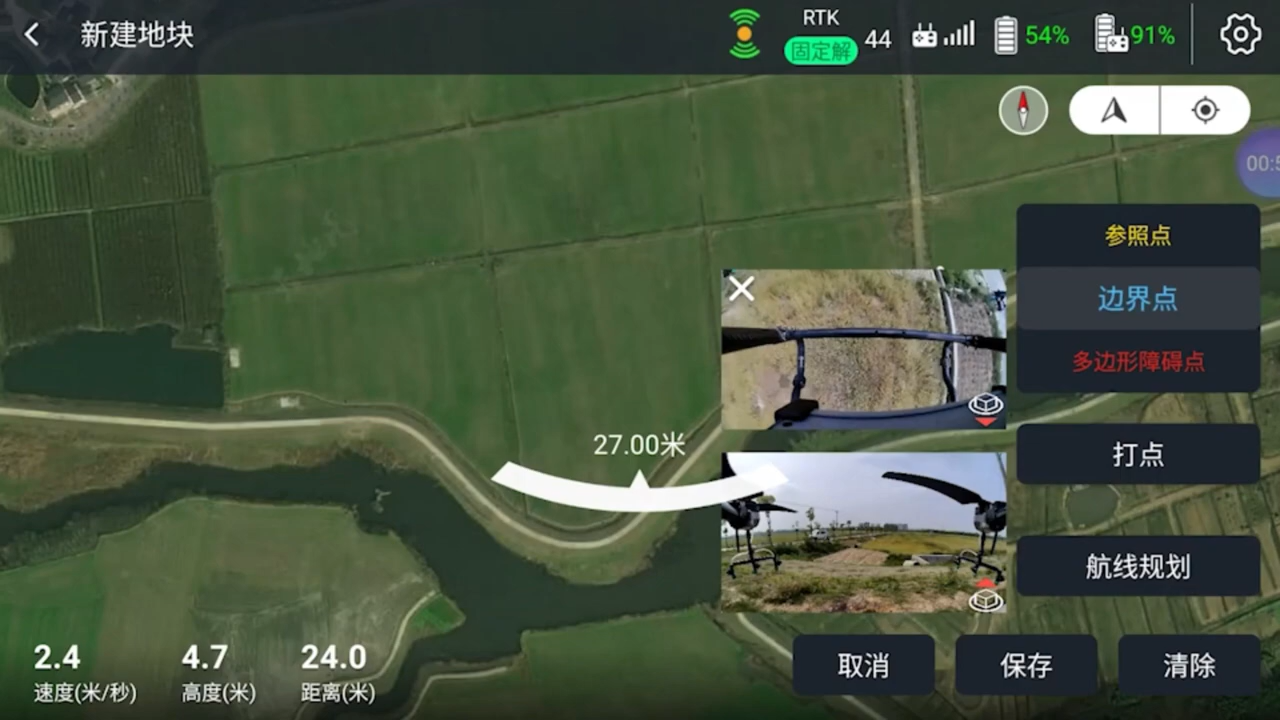 新建地块
RTK
固定解
44
54%
91%
00:5
参照点
边界点
多边形障碍点
27.00米
打点
航线规划
2.4
速度(米/秒)
4.7
高度(米)
24.0
距离(米)
取消
保存
清除